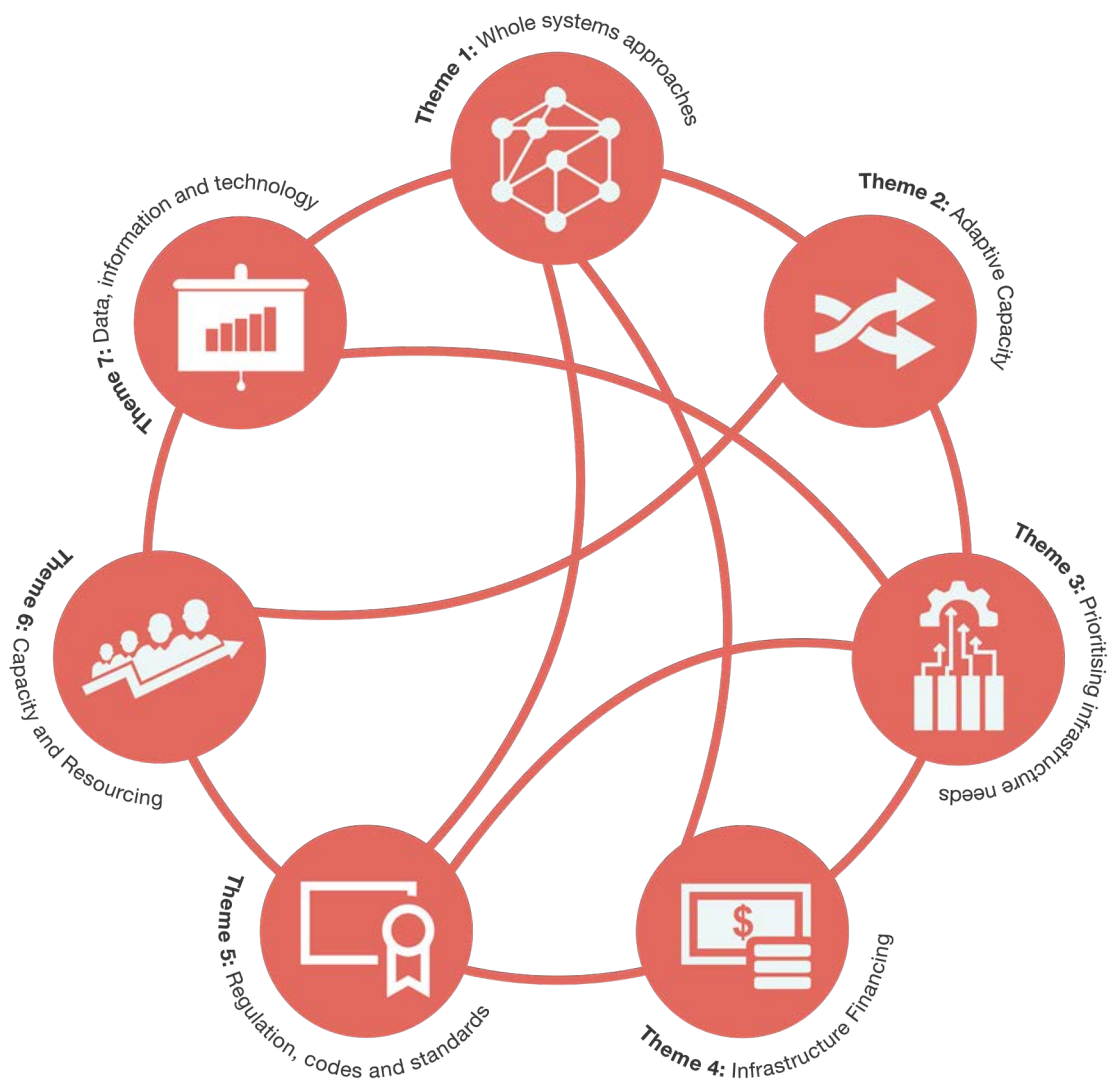 Theme 1: Whole systems approaches
Theme 2: Adaptive Capacity
Theme 3: Prioritising infrastructure needs
Theme 4: Infrastructure Financing
Theme 5: Regulation, codes and standards
Theme 6: Capacity and Resourcing
Theme 7: Data, information and technology
$